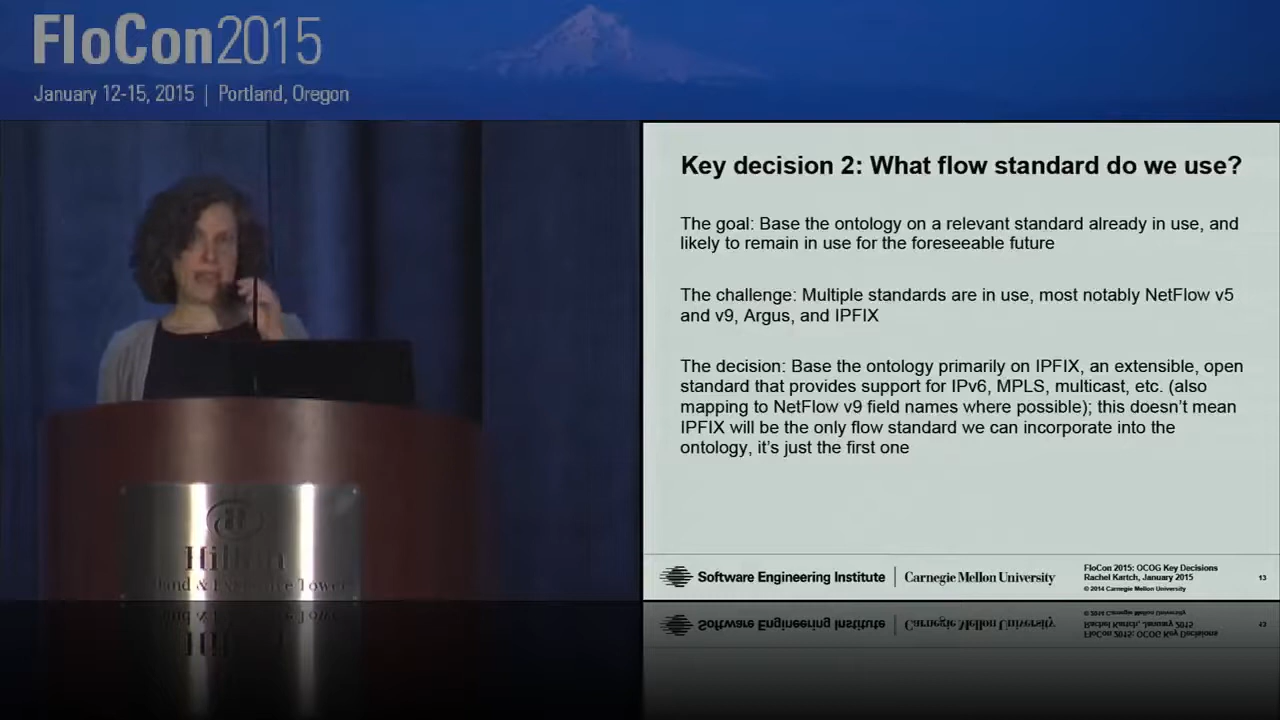 FloCon2015
January 12-15, 2015 | Portland, Oregon
Key decision 2: What flow standard do we use?
The goal: Base the ontology on a relevant standard already in use, and
likely to remain in use for the foreseeable future
The challenge: Multiple standards are in use, most notably NetFlow v5
and v9, Argus, and IPFIX
The decision: Base the ontology primarily on IPFIX, an extensible, open
standard that provides support for IPv6, MPLS, multicast, etc. (also
mapping to NetFlow v9 field names where possible); this doesn't mean
IPFIX will be the only flow standard we can incorporate into the
ontology, it's just the first one
Hilton
& Executive Tower
Software Engineering Institute | Carnegie Mellon University
FloCon 2015: OCOG Key Decisions
Rachel Kartch, January 2015
© 2014 Carnegie Mellon University
13